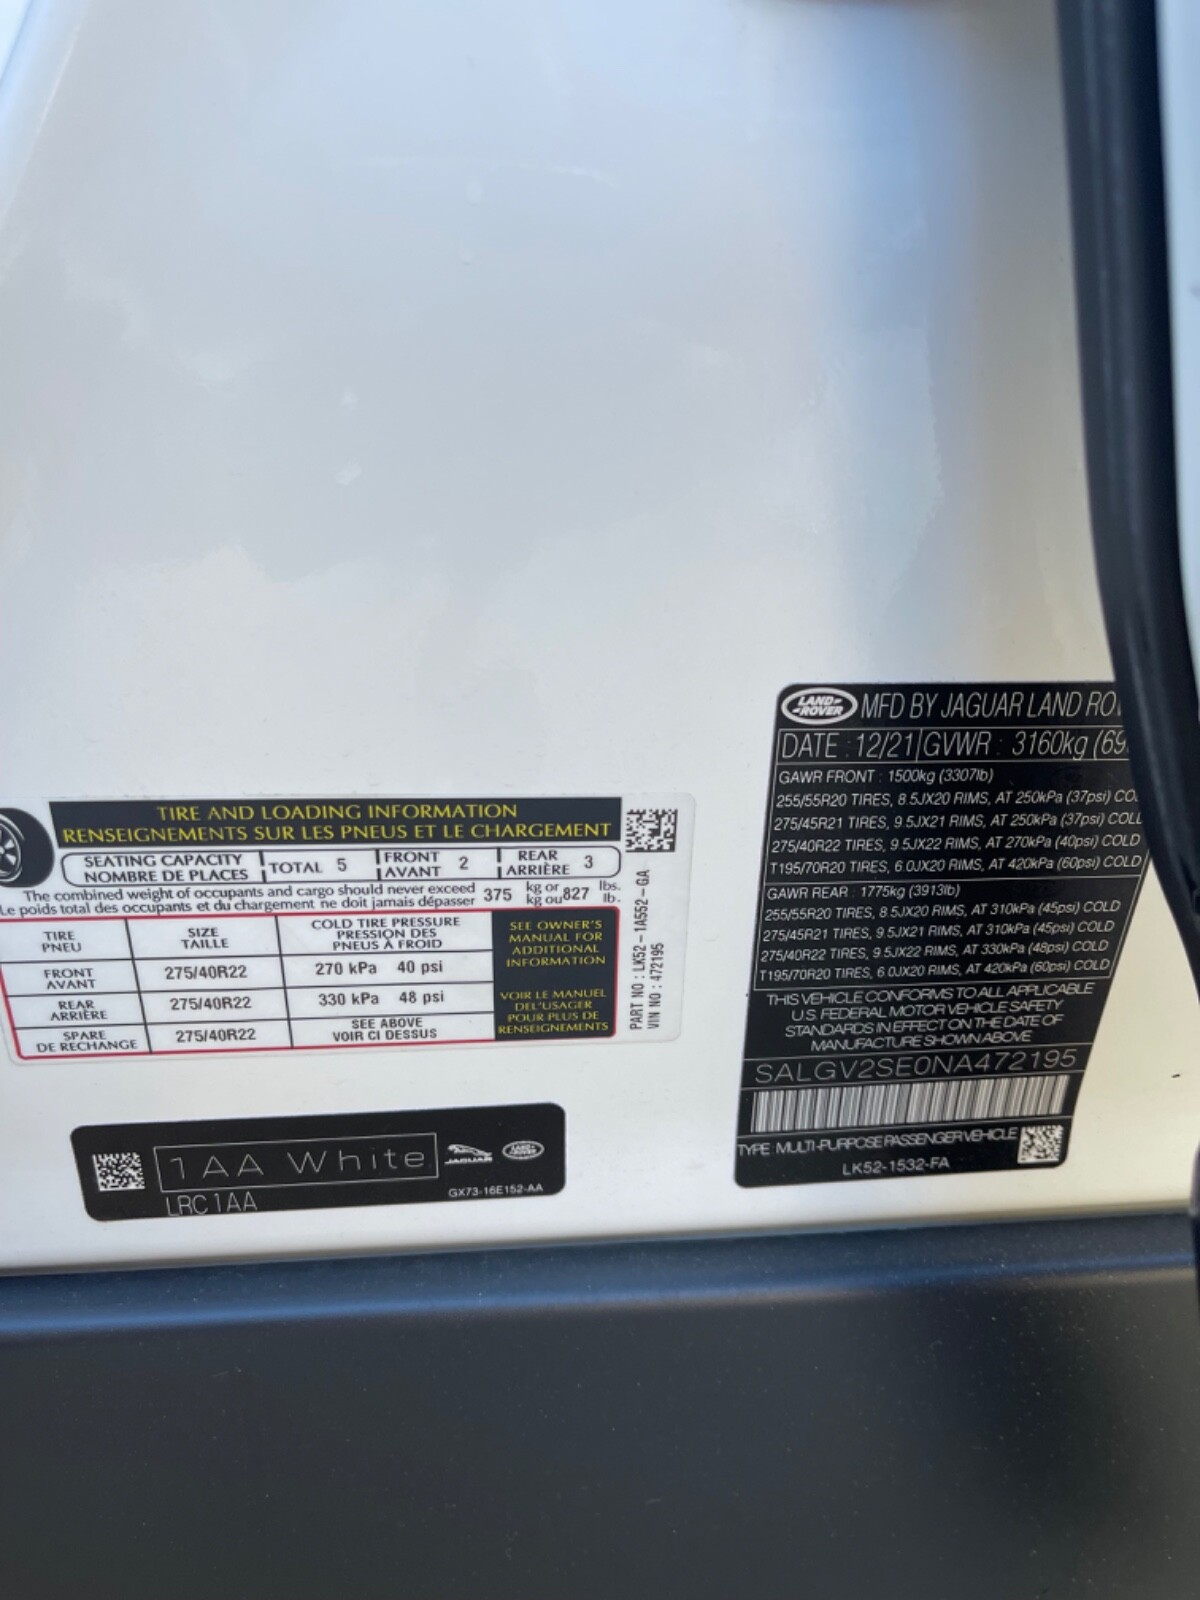 TIRE AND LOADING INFORMATION
RENSEIGNEMENTS SUR LES PNEUS ET LE CHARGEMENT
SEATING CAPACITY
NOMBRE DE PLACES
TOTAL 5
FRONT
AVANT
2
REAR
ARRIÈRE
3
The combined weight of occupants and cargo should never exceed
Le poids total des occupants et du chargement ne doit jamais dépasser
375
kg or
kg ou
827
lbs.
lb.
TIRE
PNEU
SIZE
TAILLE
COLD TIRE PRESSURE
PRESSION DES
PNEUS À FROID
FRONT
AVANT
275/40R22
270 kPa 40 psi
REAR
ARRIÈRE
275/40R22
330 kPa 48 psi
SPARE
DE RECHANGE
275/40R22
SEE ABOVE
VOIR CI DESSUS
SEE OWNER'S
MANUAL FOR
ADDITIONAL
INFORMATION
VOIR LE MANUEL
DEL'USAGER
POUR PLUS DE
RENSEIGNEMENTS
PART NO : LK52-1A552-GA
VIN NO : 472195
1AA White
LRC1AA
JAGUAR
LAND ROVER
GX73-16E152-AA
LAND ROVER
MFD BY JAGUAR LAND RO
DATE : 12/21 GVWR : 3160kg (69
GAWR FRONT : 1500kg (3307lb)
255/55R20 TIRES, 8.5JX20 RIMS, AT 250kPa (37psi) CO
275/45R21 TIRES, 9.5JX21 RIMS, AT 250kPa (37psi) COL
275/40R22 TIRES, 9.5JX22 RIMS, AT 270kPa (40psi) COLD
T195/70R20 TIRES, 6.0JX20 RIMS, AT 420kPa (60psi) COLD
GAWR REAR : 1775kg (3913lb)
255/55R20 TIRES, 8.5JX20 RIMS, AT 310kPa (45psi) COLD
275/45R21 TIRES, 9.5JX21 RIMS, AT 310kPa (45psi) COLD
275/40R22 TIRES, 9.5JX22 RIMS, AT 330kPa (48psi) COLD
T195/70R20 TIRES, 6.0JX20 RIMS, AT 420kPa (60psi) COLD
THIS VEHICLE CONFORMS TO ALL APPLICABLE
U.S. FEDERAL MOTOR VEHICLE SAFETY
STANDARDS IN EFFECT ON THE DATE OF
MANUFACTURE SHOWN ABOVE
SALGV2SE0NA472195
TYPE : MULTI-PURPOSE PASSENGER VEHICLE
LK52-1532-FA